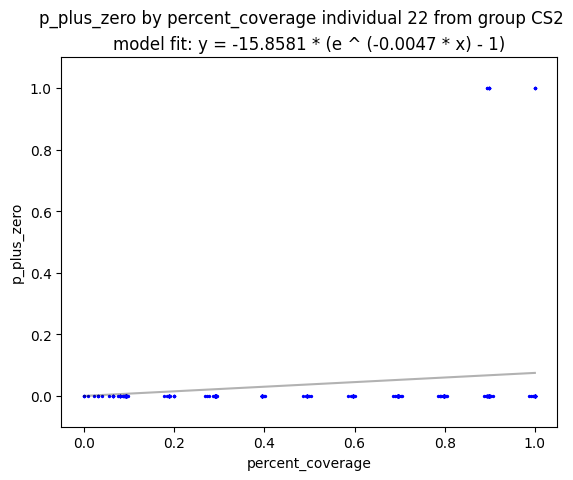 p_plus_zero by percent_coverage individual 22 from group CS2
model fit: y = -15.8581 * (e ^ (-0.0047 * x) - 1)
1.0
0.8
0.6
0.4
0.2
0.0
p_plus_zero
0.0 0.2 0.4 0.6 0.8 1.0
percent_coverage